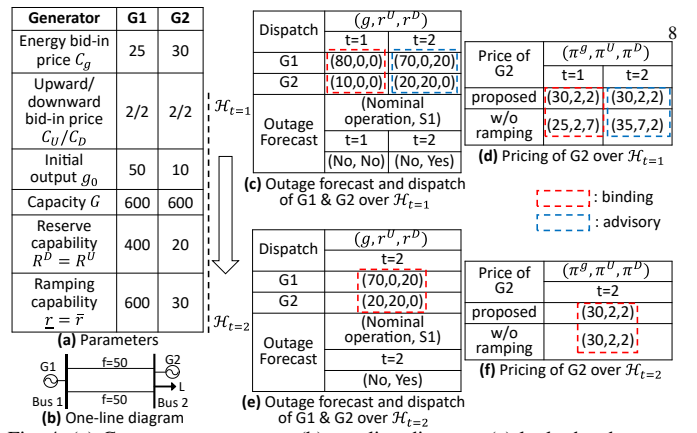 8
Generator G1 G2
Energy bid-in price C_g 25 30
Upward/ downward bid-in price C_U/C_D 2/2 2/2
Initial output g_0 50 10
Capacity G 600 600
Reserve capability R^D = R^U 400 20
Ramping capability \underline{r} = \bar{r} 600 30
(a) Parameters
G1 f=50 G2
f=50 L
Bus 1 Bus 2
(b) One-line diagram
ℋ_{t=1}
ℋ_{t=2}
Dispatch (g, r^U, r^D)
t=1 t=2
G1 (80,0,0) (70,0,20)
G2 (10,0,0) (20,20,0)
Outage Forecast (Nominal operation, S1)
t=1 t=2
(No, No) (No, Yes)
(c) Outage forecast and dispatch
of G1 & G2 over ℋ_{t=1}
Price of G2 (π^g, π^U, π^D)
t=1 t=2
proposed (30,2,2) (30,2,2)
w/o ramping (25,2,7) (35,7,2)
(d) Pricing of G2 over ℋ_{t=1}
: binding
: advisory
Dispatch (g, r^U, r^D)
t=2
G1 (70,0,20)
G2 (20,20,0)
Outage Forecast (Nominal operation, S1)
t=2
(No, Yes)
(e) Outage forecast and dispatch
of G1 & G2 over ℋ_{t=2}
Price of G2 (π^g, π^U, π^D)
t=2
proposed (30,2,2)
w/o ramping (30,2,2)
(f) Pricing of G2 over ℋ_{t=2}